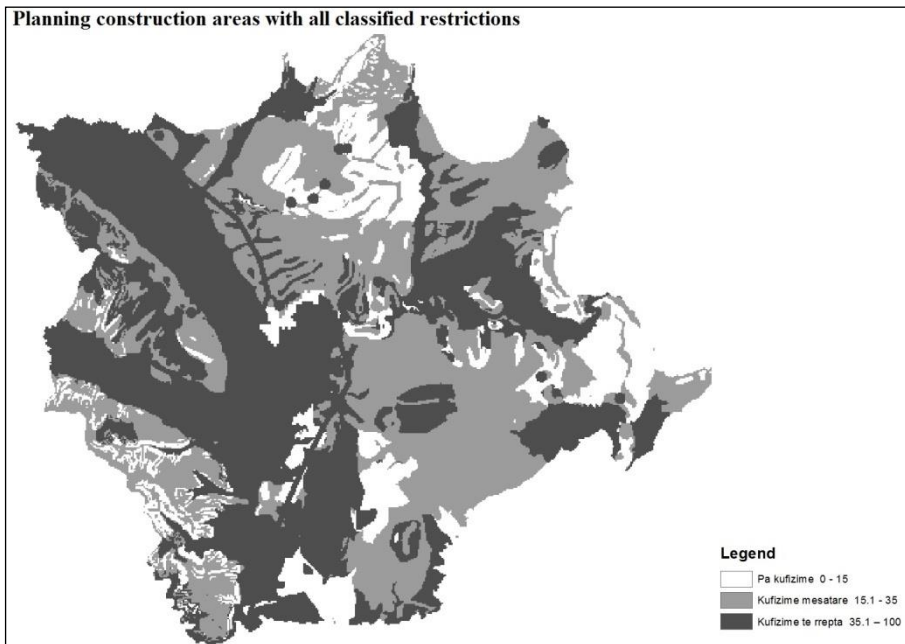 Planning construction areas with all classified restrictions
Legend
Pa kufizime 0 - 15
Kufizime mesatare 15.1 - 35
Kufizime te rrepta 35.1 – 100